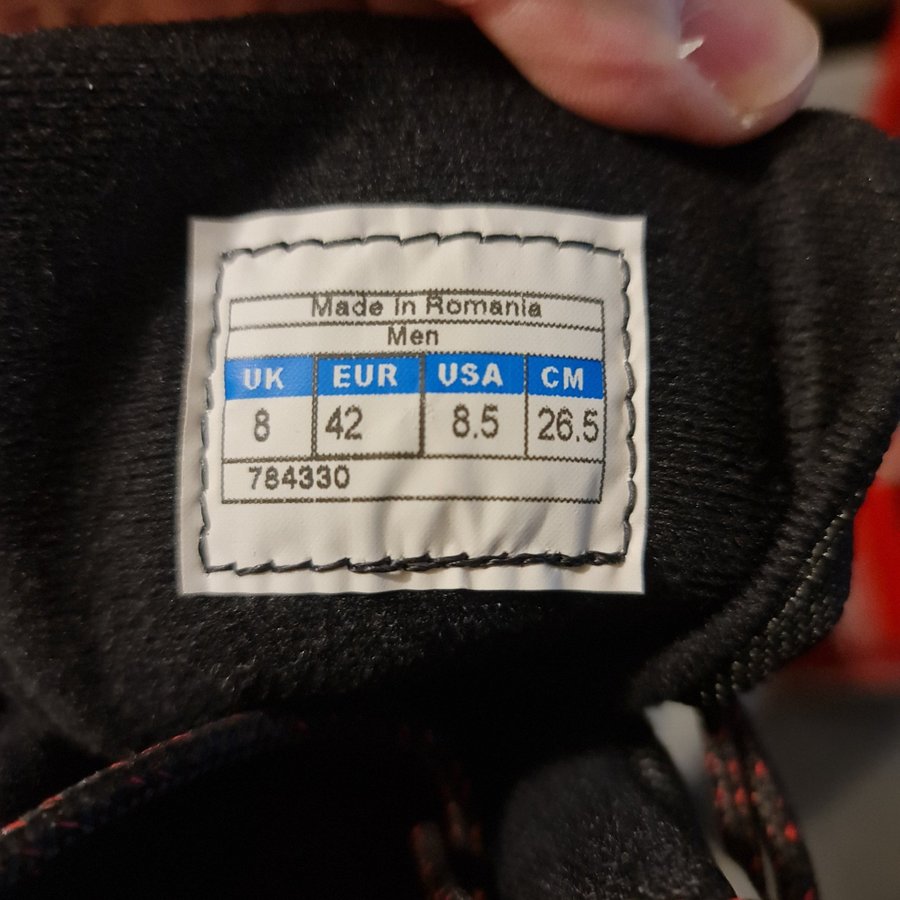 Made in Romania
Men
UK EUR USA CM
8 42 8.5 26.5
784330